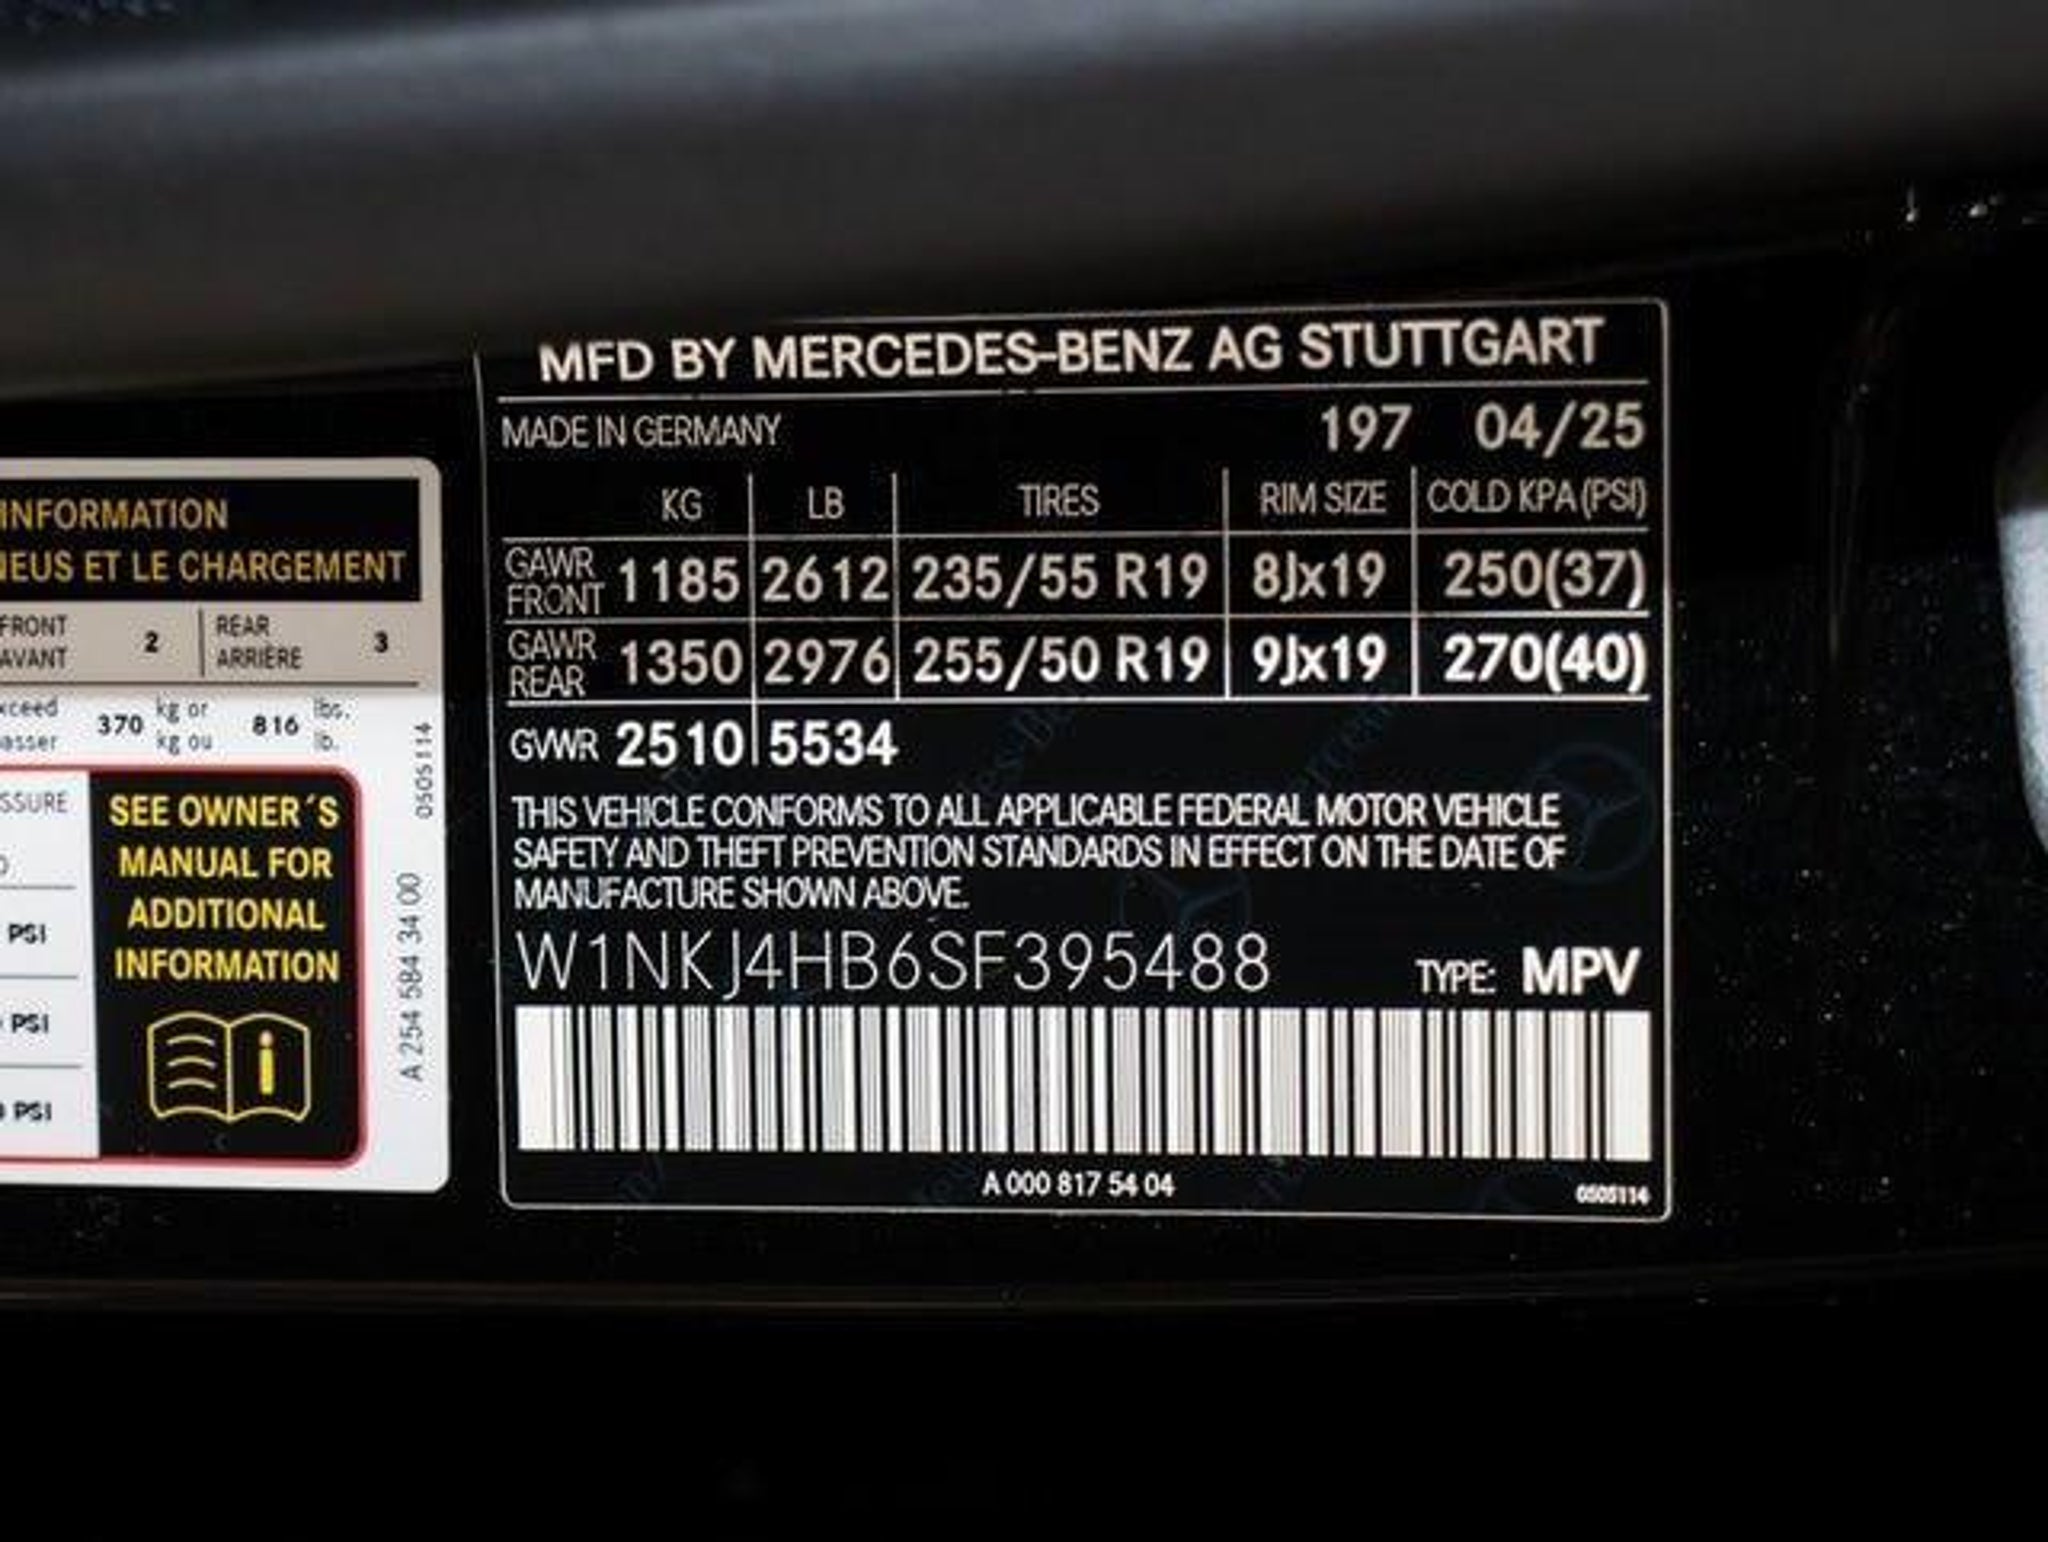 INFORMATION
NEUS ET LE CHARGEMENT
FRONT 2 REAR 3
AVANT ARRIÈRE
xceed 370 kg or 816 lbs.
asser kg ou lb.
SSURE
0
PSI
PSI
PSI
SEE OWNER´S
MANUAL FOR
ADDITIONAL
INFORMATION
i
0505114
A 254 584 34 00
MFD BY MERCEDES-BENZ AG STUTTGART
MADE IN GERMANY 197 04/25
KG LB TIRES RIM SIZE COLD KPA (PSI)
GAWR FRONT 1185 2612 235/55 R19 8Jx19 250(37)
GAWR REAR 1350 2976 255/50 R19 9Jx19 270(40)
GVWR 2510 5534
THIS VEHICLE CONFORMS TO ALL APPLICABLE FEDERAL MOTOR VEHICLE
SAFETY AND THEFT PREVENTION STANDARDS IN EFFECT ON THE DATE OF
MANUFACTURE SHOWN ABOVE.
W1NKJ4HB6SF395488 TYPE: MPV
A 000 817 54 04 0505114